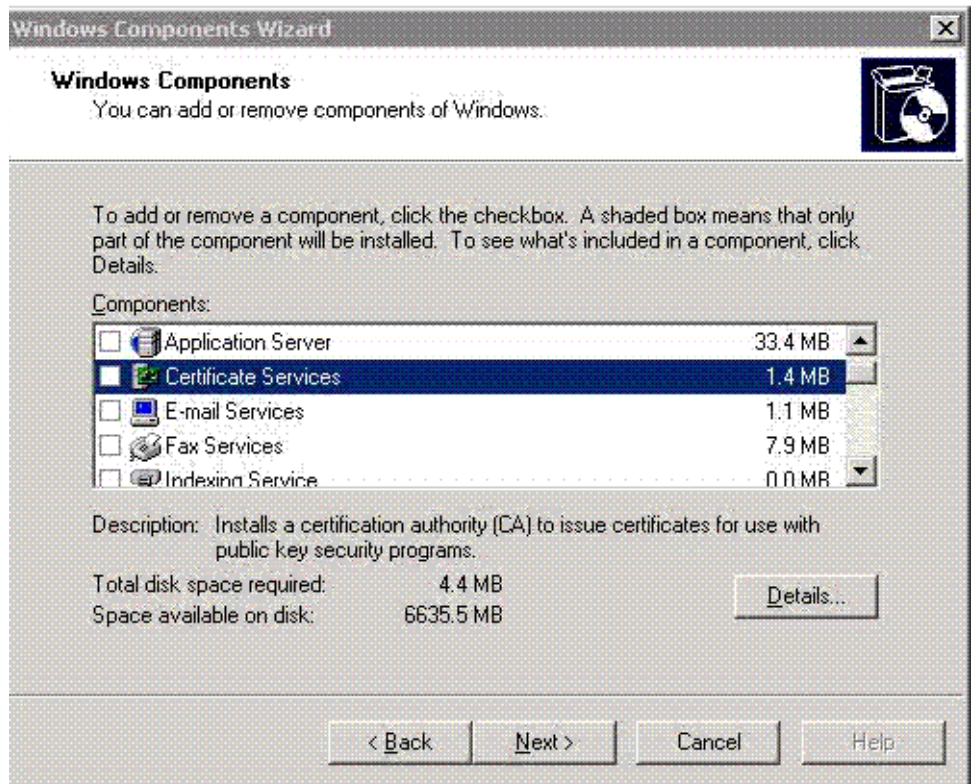 Windows Components Wizard
Windows Components
You can add or remove components of Windows.
To add or remove a component, click the checkbox. A shaded box means that only
part of the component will be installed. To see what's included in a component, click
Details.
Components:
Application Server 33.4 MB
Certificate Services 1.4 MB
E-mail Services 1.1 MB
Fax Services 7.9 MB
Indexing Service 0.0 MB
Description: Installs a certification authority (CA) to issue certificates for use with
public key security programs.
Total disk space required: 4.4 MB
Space available on disk: 6635.5 MB
Details...
< Back Next > Cancel Help